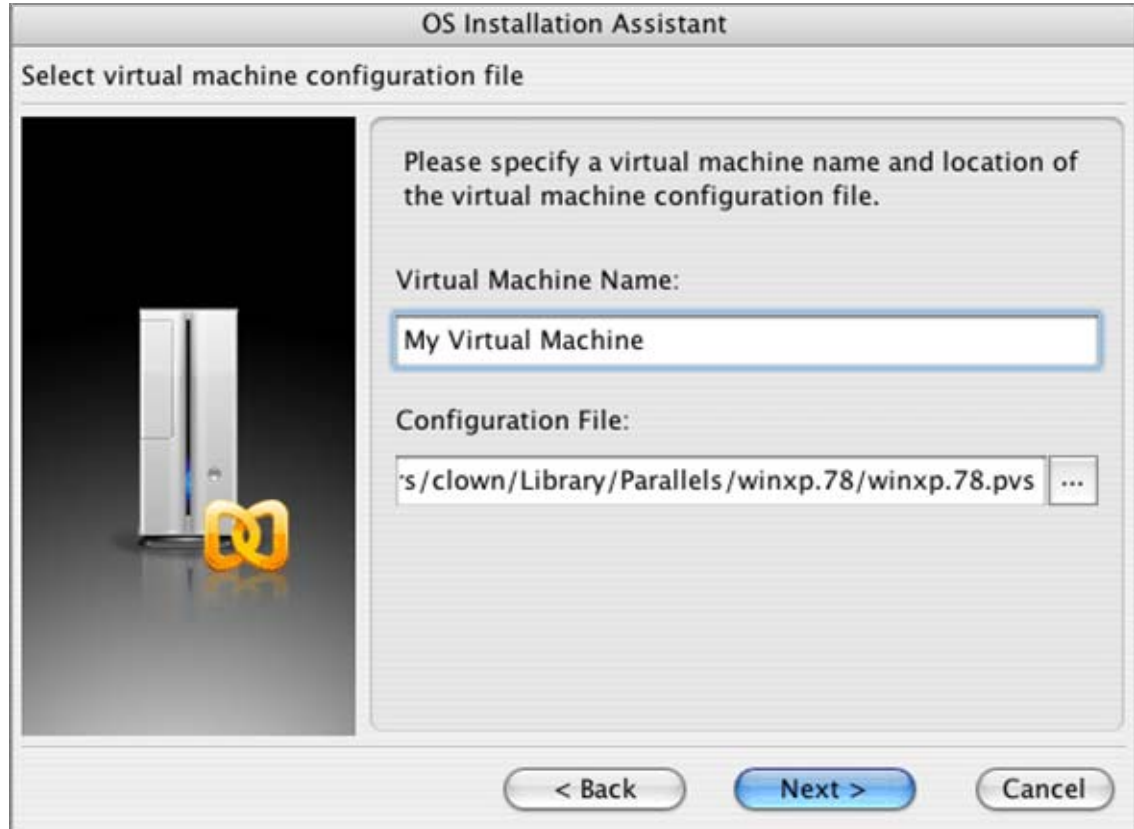 OS Installation Assistant
Select virtual machine configuration file
Please specify a virtual machine name and location of
the virtual machine configuration file.
Virtual Machine Name:
My Virtual Machine
Configuration File:
s/clown/Library/Parallels/winxp.78/winxp.78.pvs
...
< Back
Next >
Cancel